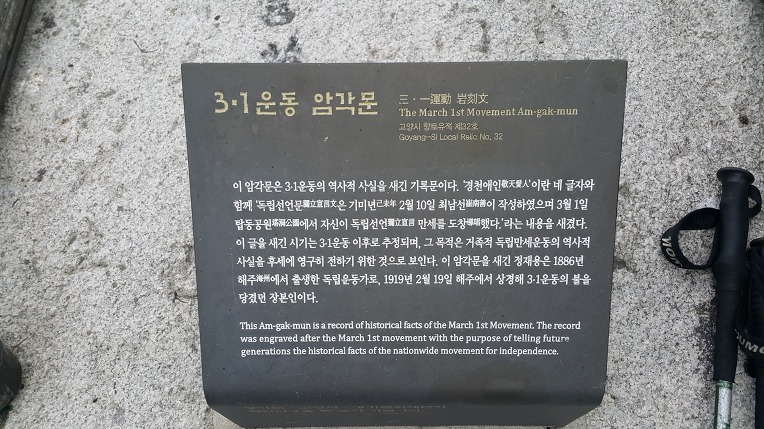 3·1운동 암각문
三·一運動 岩刻文
The March 1st Movement Am-gak-mun
고양시 향토유적 제32호
Goyang-Si Local Relic No. 32
이 암각문은 3·1운동의 역사적 사실을 새긴 기록문이다. '경천애인敬天愛人'이란 네 글자와
함께 '독립선언문獨立宣言文은 기미년己未年 2월 10일 최남선崔南善이 작성하였으며 3월 1일
탑동공원塔洞公園에서 자신이 독립선언獨立宣言 만세를 도창導唱했다.'라는 내용을 새겼다.
이 글을 새긴 시기는 3·1운동 이후로 추정되며, 그 목적은 거족적 독립만세운동의 역사적
사실을 후세에 영구히 전하기 위한 것으로 보인다. 이 암각문을 새긴 정재용은 1886년
해주海州에서 출생한 독립운동가로, 1919년 2월 19일 해주에서 상경해 3·1운동의 불을
당겼던 장본인이다.
This Am-gak-mun is a record of historical facts of the March 1st Movement. The record
was engraved after the March 1st movement with the purpose of telling future
generations the historical facts of the nationwide movement for independence.